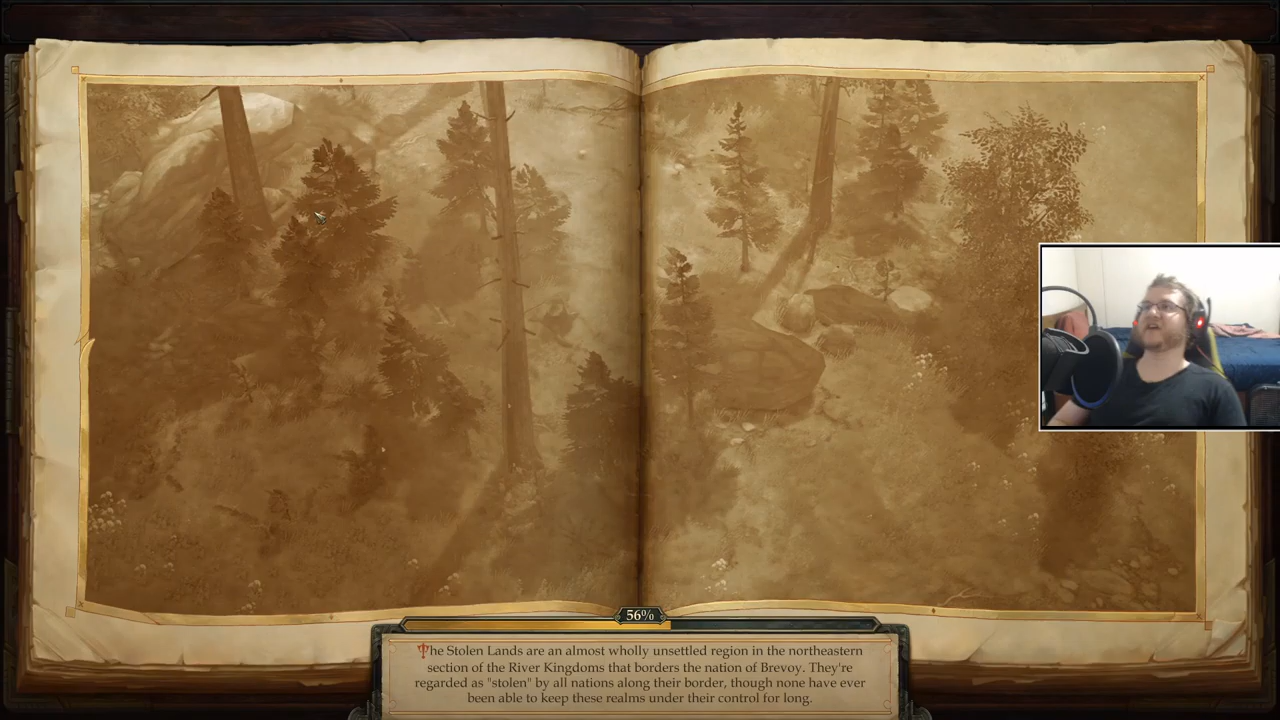 56%
The Stolen Lands are an almost wholly unsettled region in the northeastern
section of the River Kingdoms that borders the nation of Brevoy. They're
regarded as "stolen" by all nations along their border, though none have ever
been able to keep these realms under their control for long.